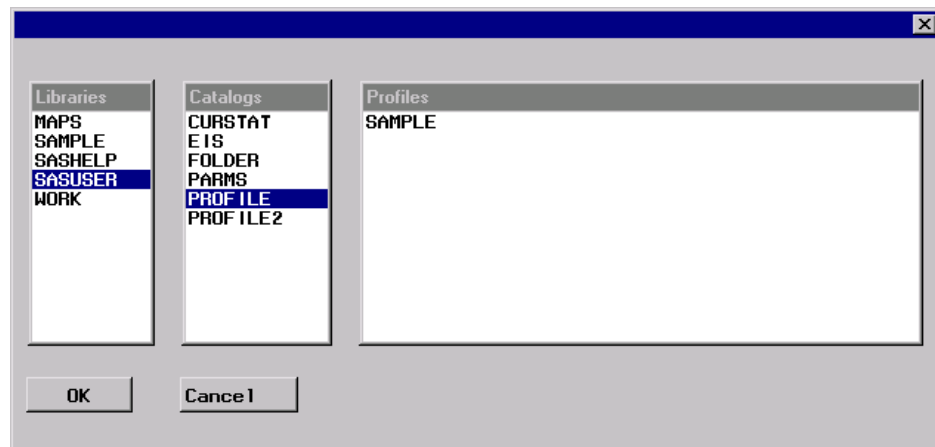 Libraries
MAPS
SAMPLE
SASHELP
SASUSER
WORK
Catalogs
CURSTAT
EIS
FOLDER
PARMS
PROFILE
PROFILE2
Profiles
SAMPLE
OK
Cancel